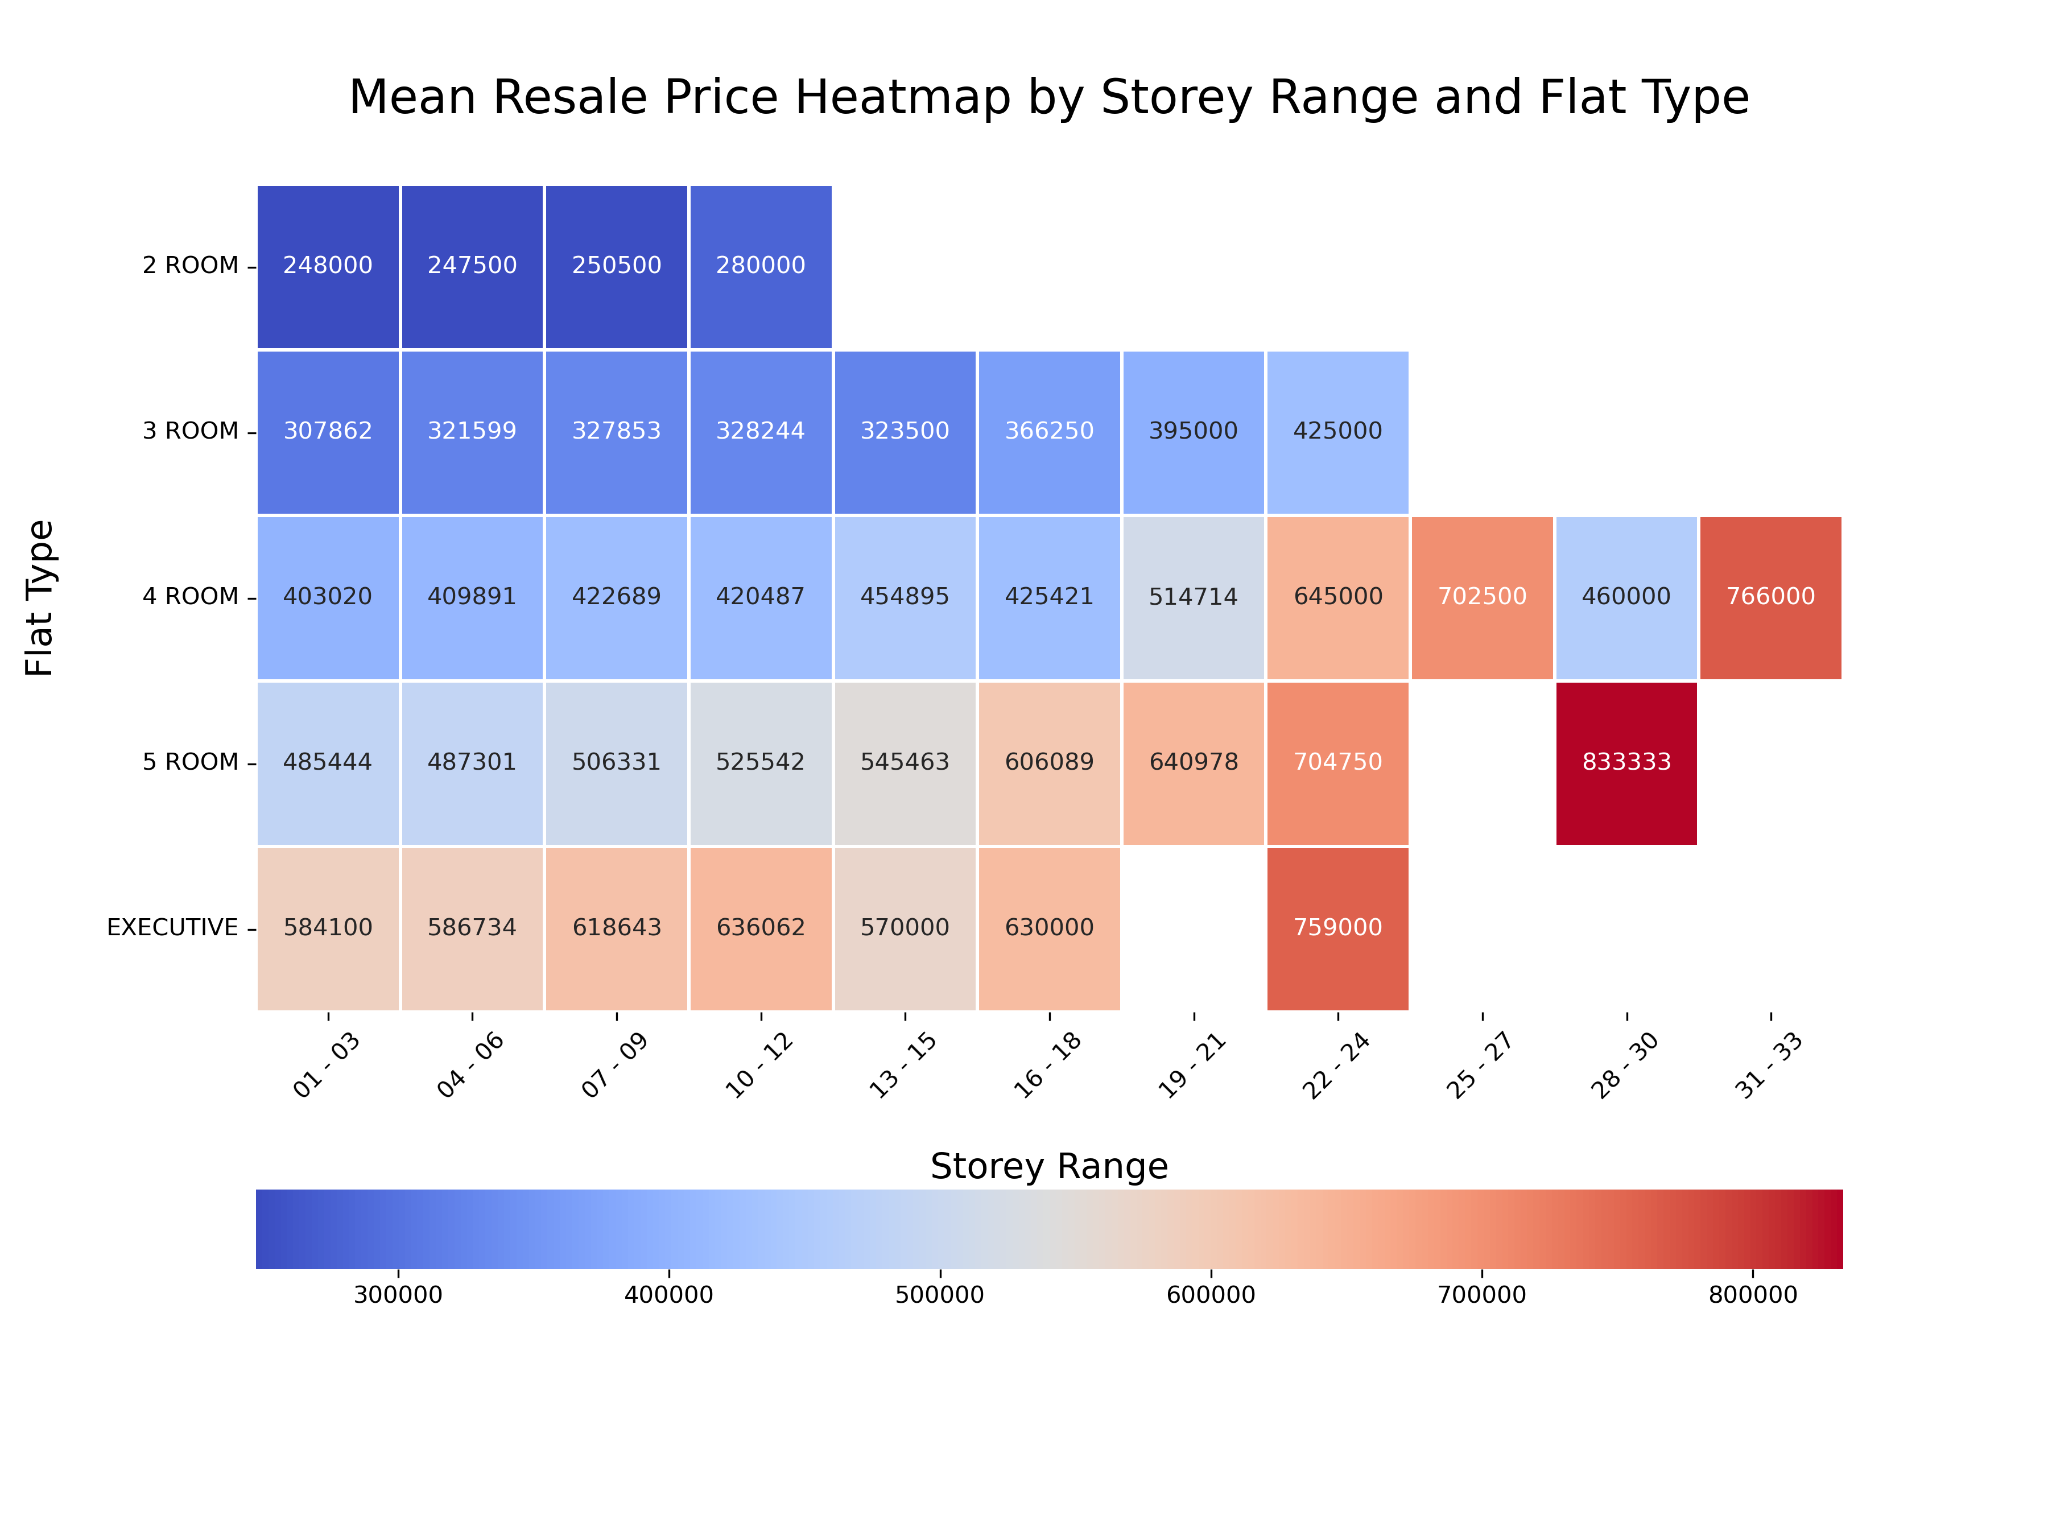 Mean Resale Price Heatmap by Storey Range and Flat Type
Flat Type
2 ROOM 248000 247500 250500 280000
3 ROOM 307862 321599 327853 328244 323500 366250 395000 425000
4 ROOM 403020 409891 422689 420487 454895 425421 514714 645000 702500 460000 766000
5 ROOM 485444 487301 506331 525542 545463 606089 640978 704750 833333
EXECUTIVE 584100 586734 618643 636062 570000 630000 759000
01 - 03 04 - 06 07 - 09 10 - 12 13 - 15 16 - 18 19 - 21 22 - 24 25 - 27 28 - 30 31 - 33
Storey Range
300000 400000 500000 600000 700000 800000